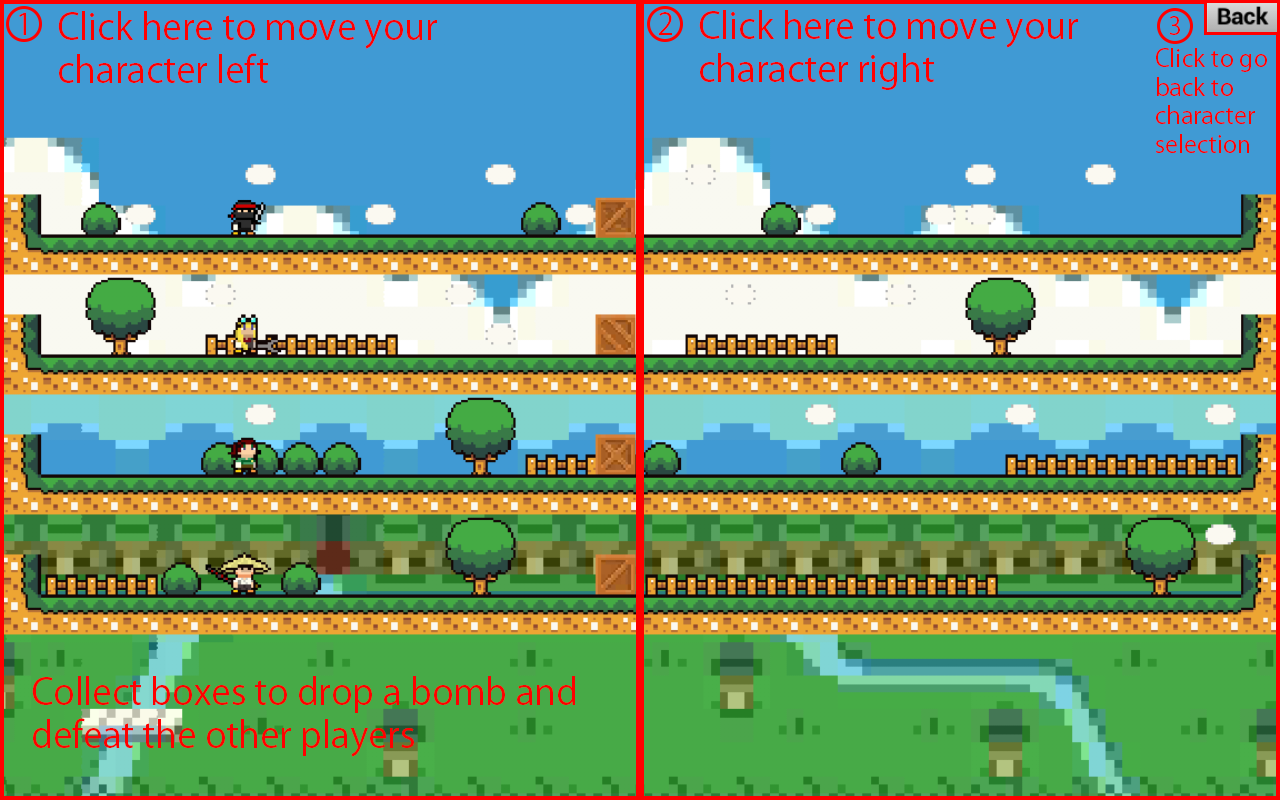 ① Click here to move your
character left
② Click here to move your
character right
③
Back
Click to go
back to
character
selection
Collect boxes to drop a bomb and
defeat the other players